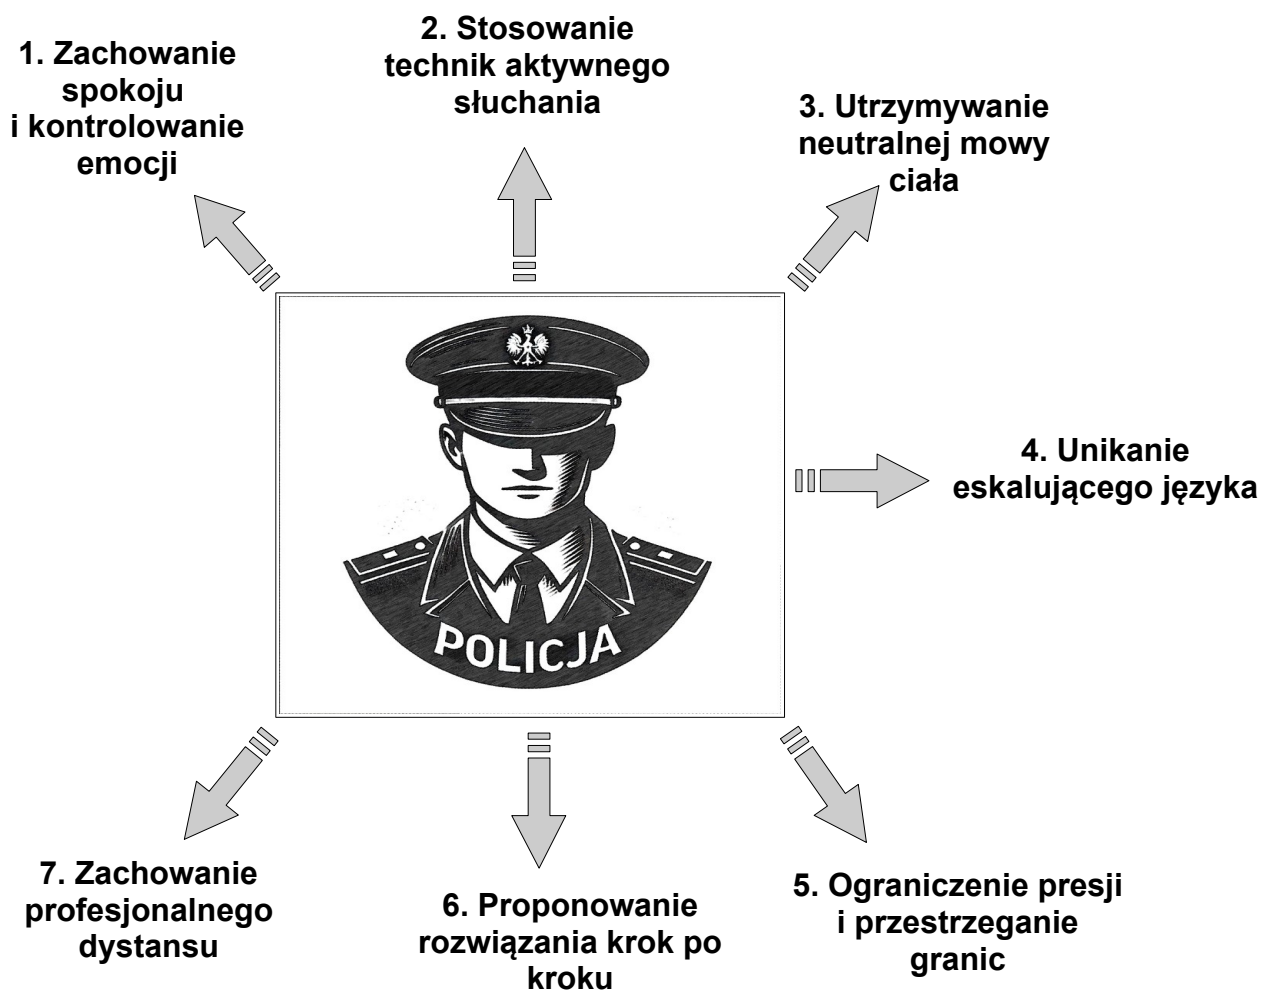 1. Zachowanie
spokoju
i kontrolowanie
emocji
2. Stosowanie
technik aktywnego
słuchania
3. Utrzymywanie
neutralnej mowy
ciała
4. Unikanie
eskalującego języka
POLICJA
5. Ograniczenie presji
i przestrzeganie
granic
6. Proponowanie
rozwiązania krok po
kroku
7. Zachowanie
profesjonalnego
dystansu